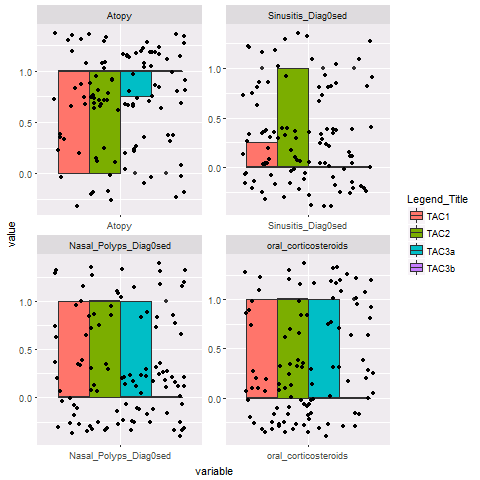 Atopy
Sinusitis_Diag0sed
1.0
0.5
0.0
1.0
0.5
0.0
Atopy
Sinusitis_Diag0sed
Nasal_Polyps_Diag0sed
oral_corticosteroids
1.0
0.5
0.0
1.0
0.5
0.0
Nasal_Polyps_Diag0sed
oral_corticosteroids
value
variable
Legend_Title
TAC1
TAC2
TAC3a
TAC3b